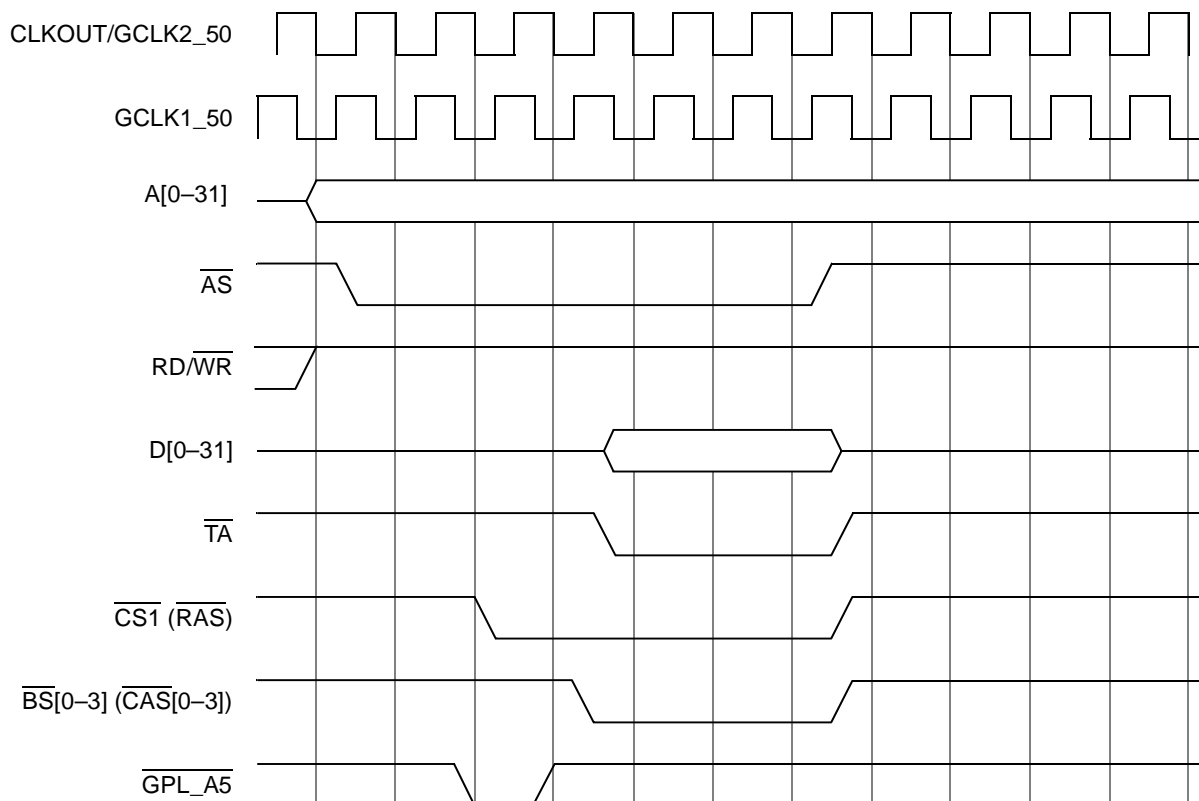 CLKOUT/GCLK2_50
GCLK1_50
A[0–31]
AS
RD/WR
D[0–31]
TA
CS1 (RAS)
BS[0–3] (CAS[0–3])
GPL_A5